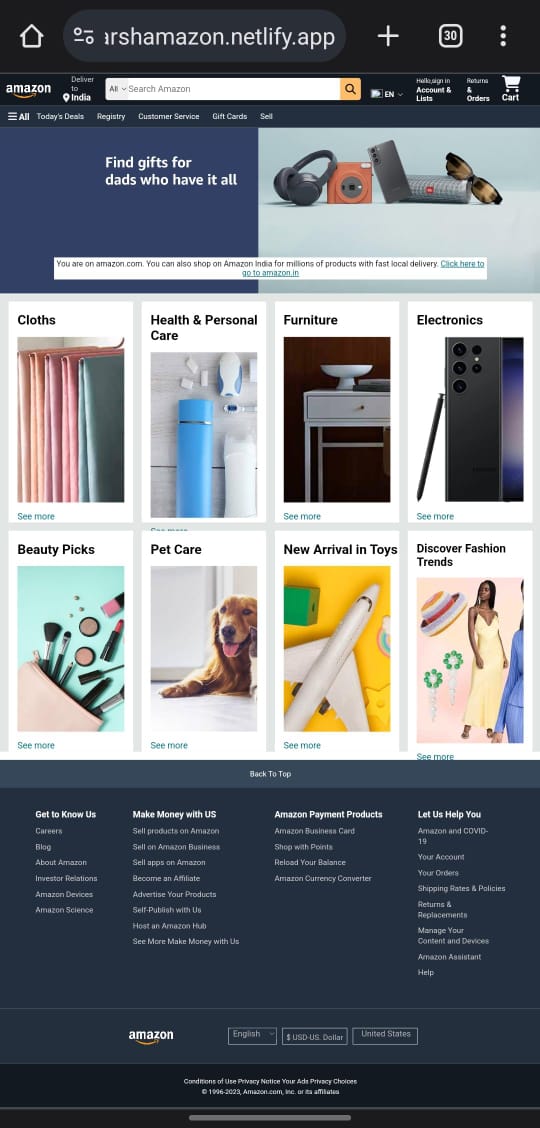 arshamazon.netlify.app
30
amazon
Deliver
to
India
All
Search Amazon
EN
Hello,sign in
Account &
Lists
Returns
&
Orders
Cart
All
Today's Deals
Registry
Customer Service
Gift Cards
Sell
Find gifts for
dads who have it all
You are on amazon.com. You can also shop on Amazon India for millions of products with fast local delivery. Click here to
go to amazon.in
Cloths
See more
Health & Personal
Care
See more
Furniture
See more
Electronics
See more
Beauty Picks
See more
Pet Care
See more
New Arrival in Toys
See more
Discover Fashion
Trends
See more
Back To Top
Get to Know Us
Careers
Blog
About Amazon
Investor Relations
Amazon Devices
Amazon Science
Make Money with US
Sell products on Amazon
Sell on Amazon Business
Sell apps on Amazon
Become an Affiliate
Advertise Your Products
Self-Publish with Us
Host an Amazon Hub
See More Make Money with Us
Amazon Payment Products
Amazon Business Card
Shop with Points
Reload Your Balance
Amazon Currency Converter
Let Us Help You
Amazon and COVID-
19
Your Account
Your Orders
Shipping Rates & Policies
Returns &
Replacements
Manage Your
Content and Devices
Amazon Assistant
Help
amazon
English
$ USD-US. Dollar
United States
Conditions of Use Privacy Notice Your Ads Privacy Choices
© 1996-2023, Amazon.com, Inc. or its affiliates